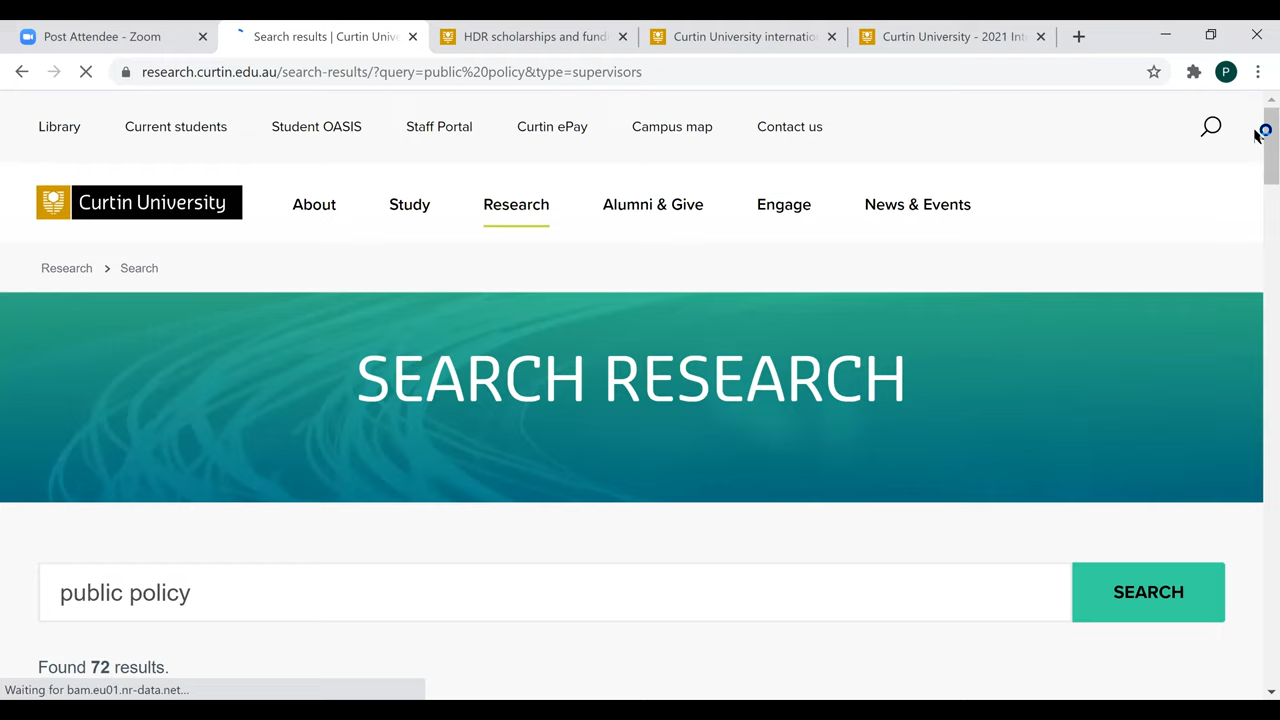 Post Attendee - Zoom
Search results | Curtin Unive
HDR scholarships and fund
Curtin University internatio
Curtin University - 2021 Int
research.curtin.edu.au/search-results/?query=public%20policy&type=supervisors
P
Library Current students Student OASIS Staff Portal Curtin ePay Campus map Contact us
Curtin University About Study Research Alumni & Give Engage News & Events
Research > Search
SEARCH RESEARCH
public policy SEARCH
Found 72 results.
Waiting for bam.eu01.nr-data.net...